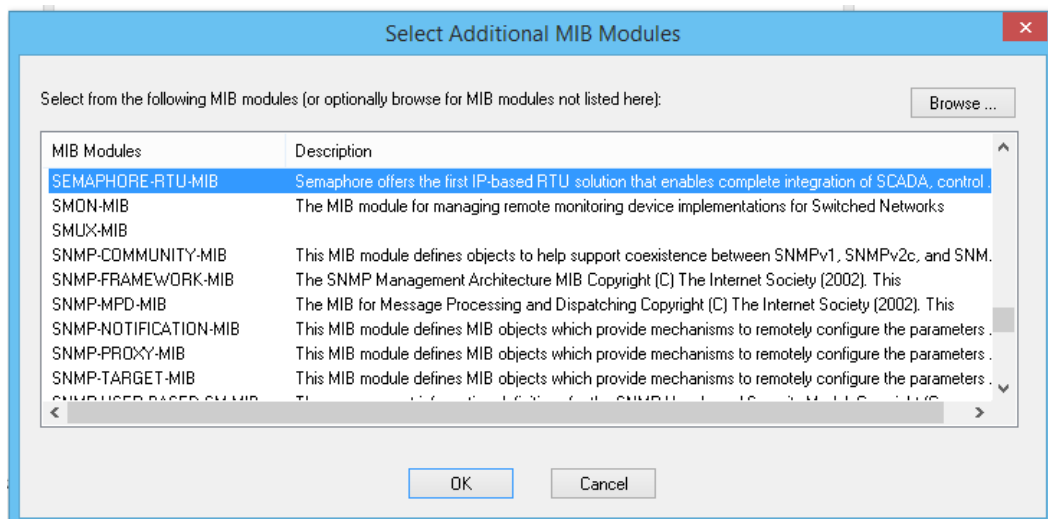 Select Additional MIB Modules
Select from the following MIB modules (or optionally browse for MIB modules not listed here):
Browse ...
MIB Modules Description
SEMAPHORE-RTU-MIB Semaphore offers the first IP-based RTU solution that enables complete integration of SCADA, control .
SMON-MIB The MIB module for managing remote monitoring device implementations for Switched Networks
SMUX-MIB
SNMP-COMMUNITY-MIB This MIB module defines objects to help support coexistence between SNMPv1, SNMPv2c, and SNM.
SNMP-FRAMEWORK-MIB The SNMP Management Architecture MIB Copyright (C) The Internet Society (2002). This
SNMP-MPD-MIB The MIB for Message Processing and Dispatching Copyright (C) The Internet Society (2002). This
SNMP-NOTIFICATION-MIB This MIB module defines MIB objects which provide mechanisms to remotely configure the parameters .
SNMP-PROXY-MIB This MIB module defines MIB objects which provide mechanisms to remotely configure the parameters .
SNMP-TARGET-MIB This MIB module defines MIB objects which provide mechanisms to remotely configure the parameters .
SNMP-USER-BASED-SM-MIB
OK Cancel